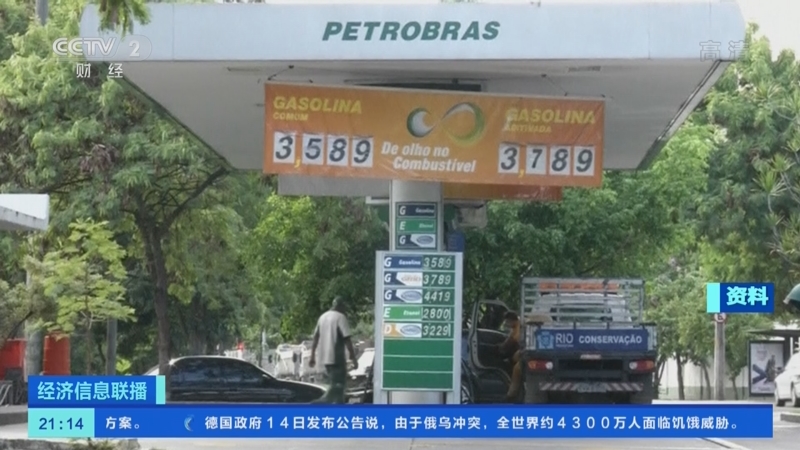 CCTV 2
财经
高清
PETROBRAS
GASOLINA
COMUM
3,589
De olho no
Combustível
GASOLINA
ADITIVADA
3,789
G Gasolina
E Etanol
G
G Gasolina 3589
G 3789
G 4419
E Etanol 2800
D 3229
RIO CONSERVAÇÃO
资料
经济信息联播
21:14
方案。 德国政府14日发布公告说，由于俄乌冲突，全世界约4300万人面临饥饿威胁。